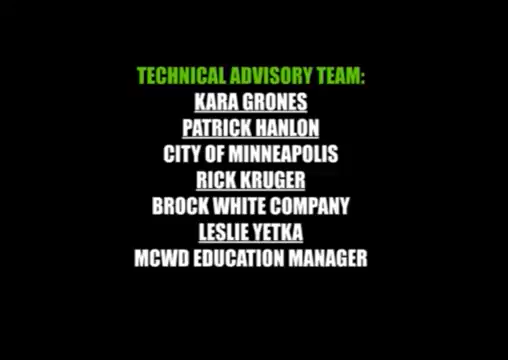 TECHNICAL ADVISORY TEAM:
KARA GRONES
PATRICK HANLON
CITY OF MINNEAPOLIS
RICK KRUGER
BROCK WHITE COMPANY
LESLIE YETKA
MCWD EDUCATION MANAGER